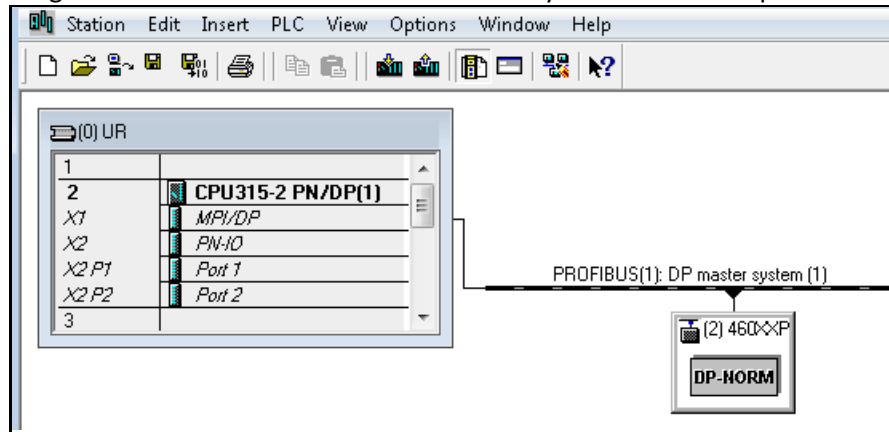 Station Edit Insert PLC View Options Window Help
(0) UR
1
2 CPU315-2 PN/DP(1)
X1 MPI/DP
X2 PN-IO
X2 P1 Port 1
X2 P2 Port 2
3
PROFIBUS(1): DP master system (1)
(2) 460XXP
DP-NORM